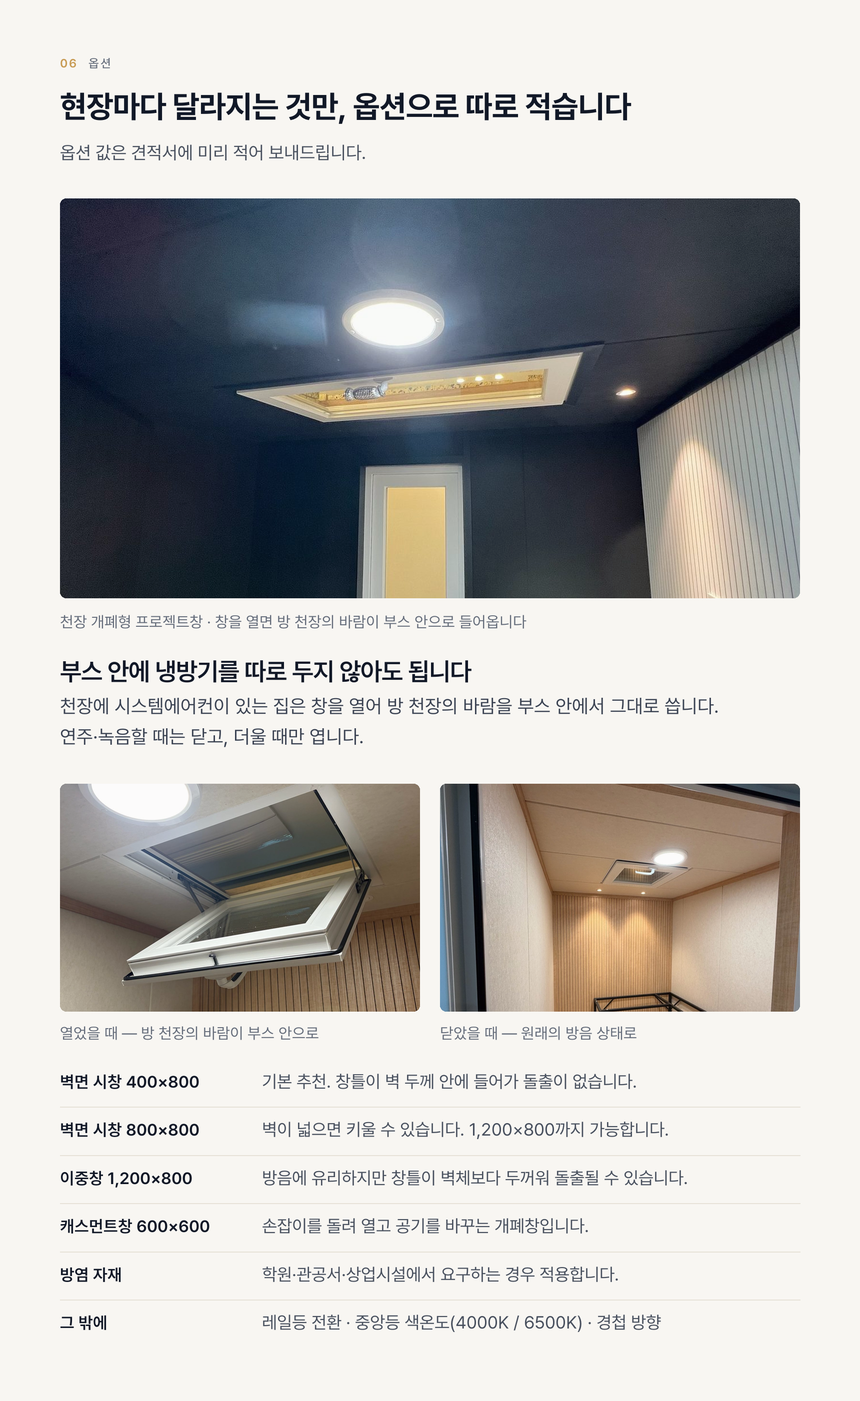 06 옵션
현장마다 달라지는 것만, 옵션으로 따로 적습니다
옵션 값은 견적서에 미리 적어 보내드립니다.
천장 개폐형 프로젝트창 · 창을 열면 방 천장의 바람이 부스 안으로 들어옵니다
부스 안에 냉방기를 따로 두지 않아도 됩니다
천장에 시스템에어컨이 있는 집은 창을 열어 방 천장의 바람을 부스 안에서 그대로 씁니다.
연주·녹음할 때는 닫고, 더울 때만 엽니다.
열었을 때 — 방 천장의 바람이 부스 안으로
닫았을 때 — 원래의 방음 상태로
벽면 시창 400×800 기본 추천. 창틀이 벽 두께 안에 들어가 돌출이 없습니다.
벽면 시창 800×800 벽이 넓으면 키울 수 있습니다. 1,200×800까지 가능합니다.
이중창 1,200×800 방음에 유리하지만 창틀이 벽체보다 두꺼워 돌출될 수 있습니다.
캐스먼트창 600×600 손잡이를 돌려 열고 공기를 바꾸는 개폐창입니다.
방염 자재 학원·관공서·상업시설에서 요구하는 경우 적용합니다.
그 밖에 레일등 전환 · 중앙등 색온도(4000K / 6500K) · 경첩 방향